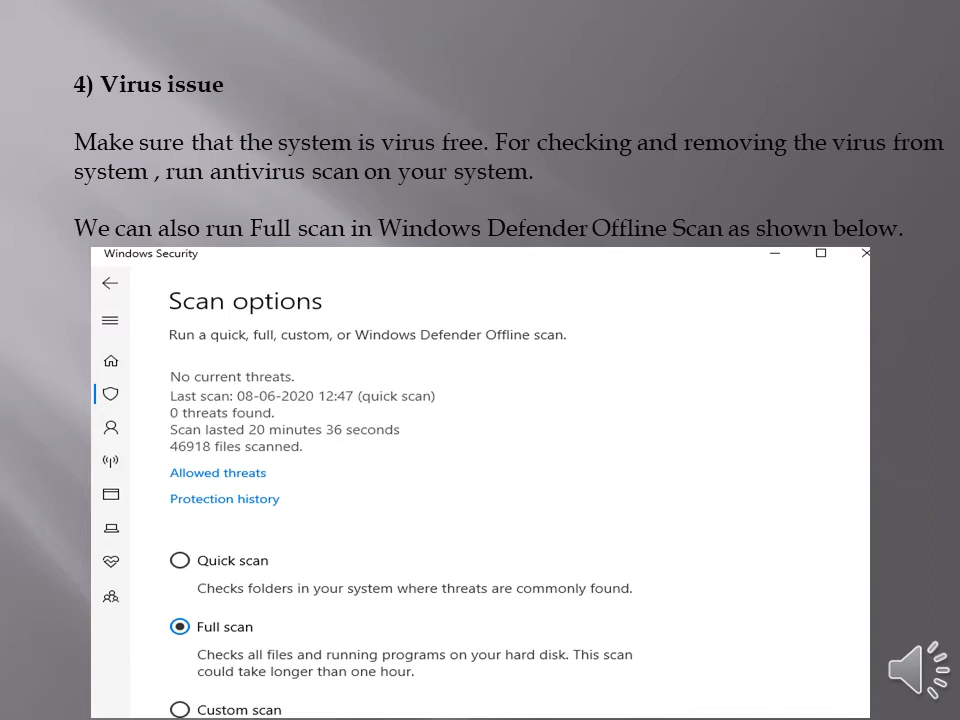 4) Virus issue
Make sure that the system is virus free. For checking and removing the virus from
system , run antivirus scan on your system.
We can also run Full scan in Windows Defender Offline Scan as shown below.
Windows Security
Scan options
Run a quick, full, custom, or Windows Defender Offline scan.
No current threats.
Last scan: 08-06-2020 12:47 (quick scan)
0 threats found.
Scan lasted 20 minutes 36 seconds
46918 files scanned.
Allowed threats
Protection history
Quick scan
Checks folders in your system where threats are commonly found.
Full scan
Checks all files and running programs on your hard disk. This scan
could take longer than one hour.
Custom scan